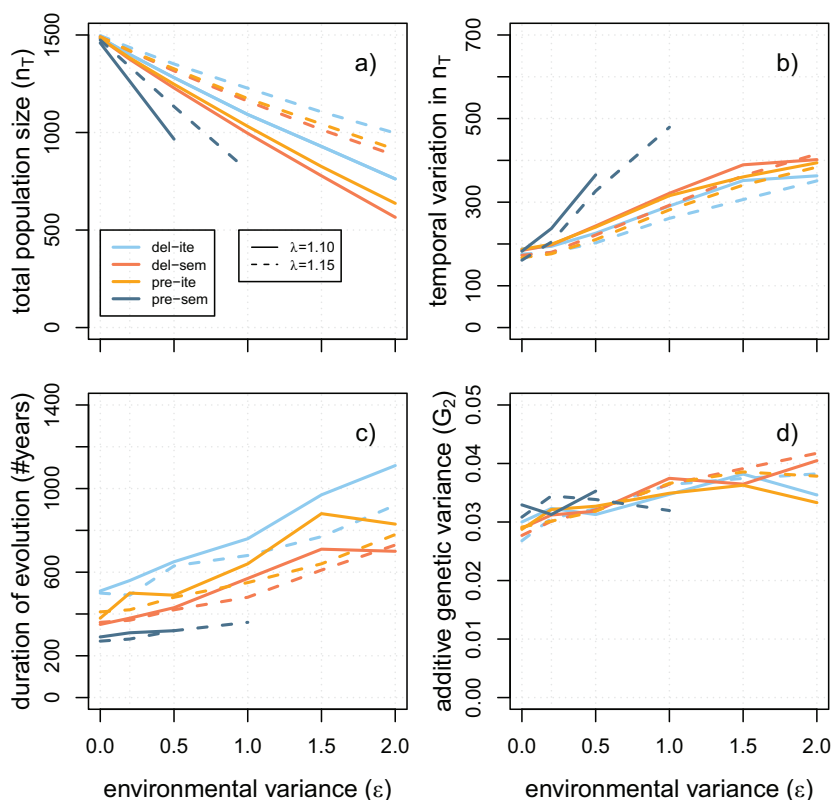 a)
total population size (nT)
0
500
1000
1500
del−ite
del−sem
pre−ite
pre−sem
λ=1.10
λ=1.15
b)
temporal variation in nT
0
100
300
500
700
c)
duration of evolution (#years)
0
200
600
1000
1400
0.0 0.5 1.0 1.5 2.0
environmental variance (ε)
d)
additive genetic variance (G2)
0.00
0.01
0.02
0.03
0.04
0.05
0.0 0.5 1.0 1.5 2.0
environmental variance (ε)